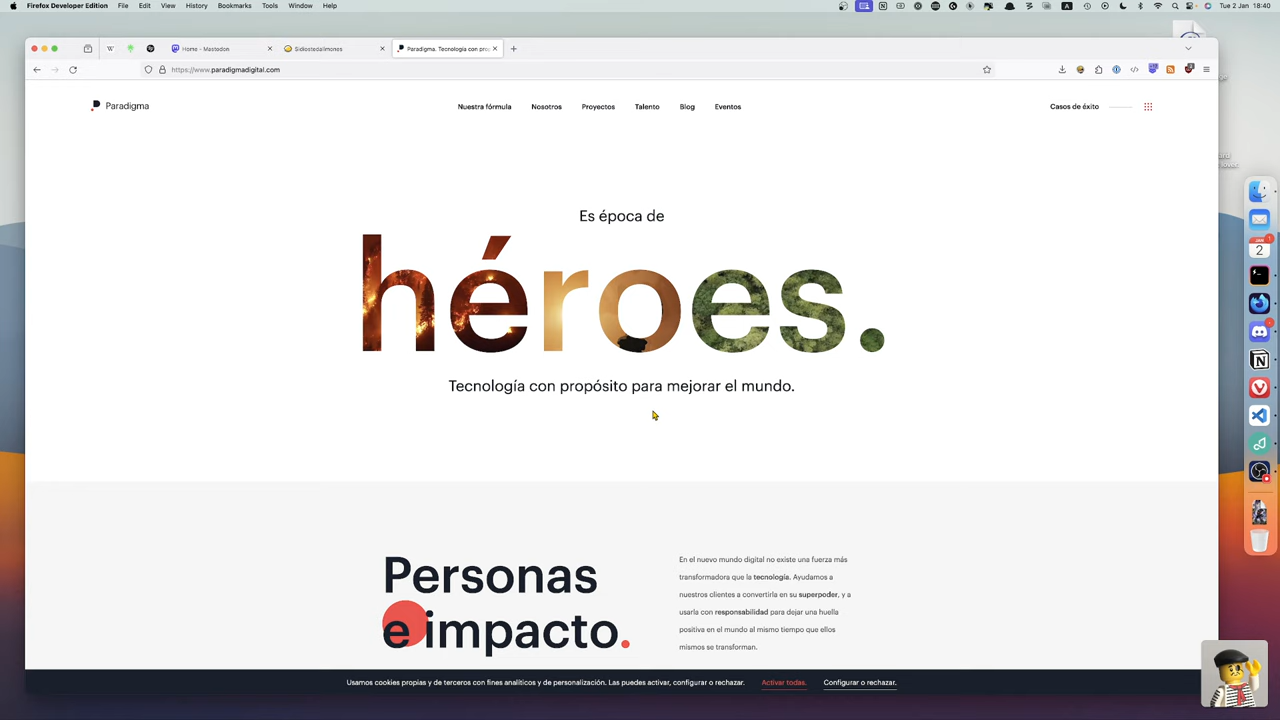 Firefox Developer Edition File Edit View History Bookmarks Tools Window Help Tue 2 Jan 18:40
W Home - Mastodon Sidiostedalimones Paradigma. Tecnología con pro
https://www.paradigmadigital.com
Paradigma Nuestra fórmula Nosotros Proyectos Talento Blog Eventos Casos de éxito
Es época de
héroes.
Tecnología con propósito para mejorar el mundo.
Personas
e impacto.
En el nuevo mundo digital no existe una fuerza más
transformadora que la tecnología. Ayudamos a
nuestros clientes a convertirla en su superpoder, y a
usarla con responsabilidad para dejar una huella
positiva en el mundo al mismo tiempo que ellos
mismos se transforman.
Usamos cookies propias y de terceros con fines analíticos y de personalización. Las puedes activar, configurar o rechazar. Activar todas. Configurar o rechazar.
JAN
2